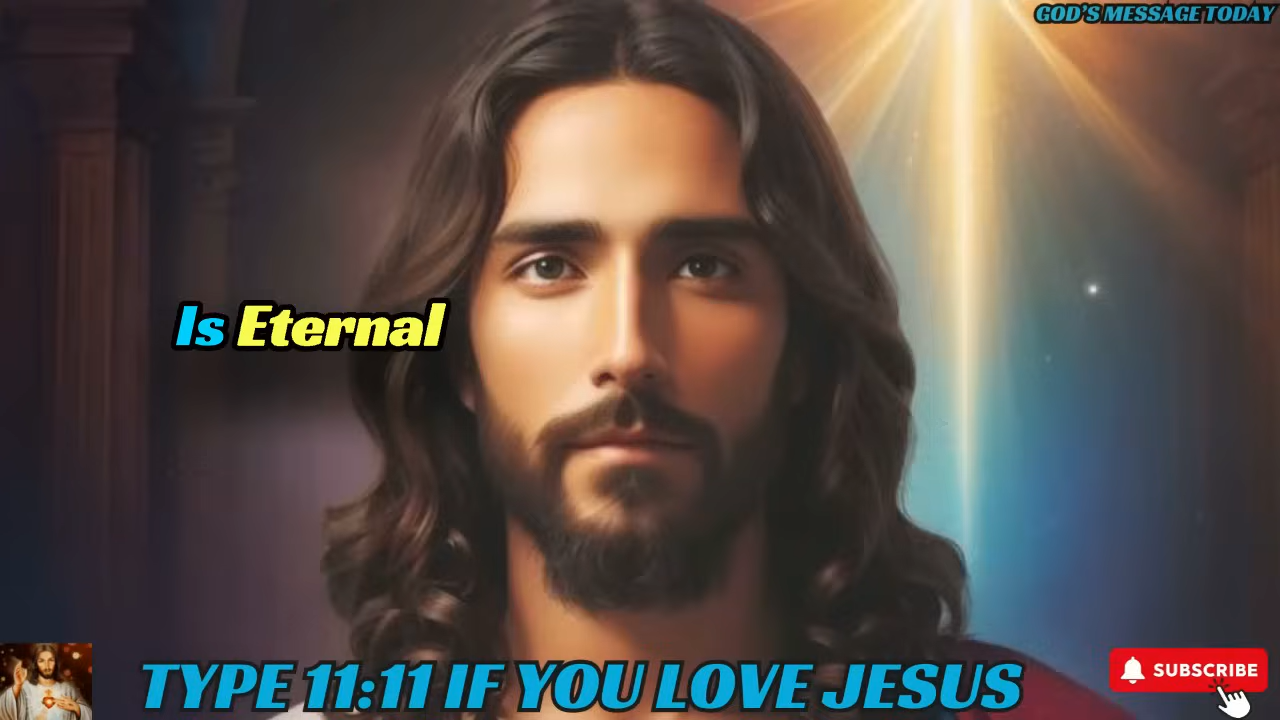 GOD'S MESSAGE TODAY
Is Eternal
TYPE 11:11 IF YOU LOVE JESUS
SUBSCRIBE